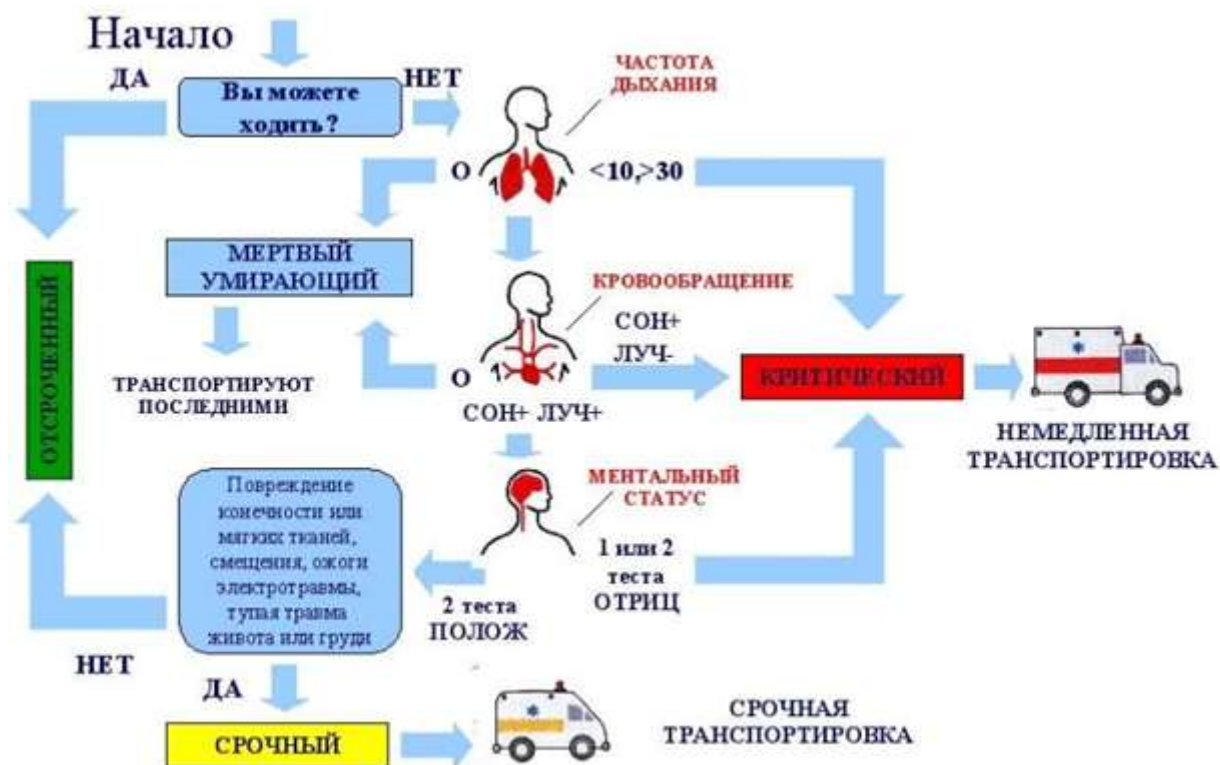 Начало
ДА
НЕТ
Вы можете
ходить?
ЧАСТОТА
ДЫХАНИЯ
О
<10,>30
МЕРТВЫЙ
УМИРАЮЩИЙ
КРОВООБРАЩЕНИЕ
СОН+
ЛУЧ-
ОТСРОЧЕННЫЙ
ТРАНСПОРТИРУЮТ
ПОСЛЕДНИМИ
О
КРИТИЧЕСКИЙ
СОН+ ЛУЧ+
НЕМЕДЛЕННАЯ
ТРАНСПОРТИРОВКА
МЕНТАЛЬНЫЙ
СТАТУС
Повреждение
конечности или
мягких тканей,
смещения, ожоги
электротравмы,
тупая травма
живота или груди
1 или 2
теста
ОТРИЦ
2 теста
ПОЛОЖ
НЕТ
ДА
СРОЧНЫЙ
СРОЧНАЯ
ТРАНСПОРТИРОВКА